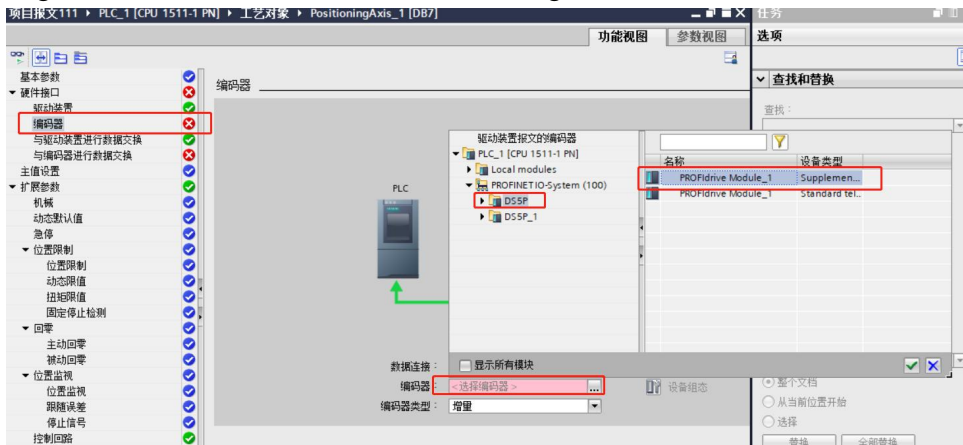 项目报文111 ▸ PLC_1 [CPU 1511-1 PN] ▸ 工艺对象 ▸ PositioningAxis_1 [DB7]
任务
功能视图
参数视图
选项
基本参数
硬件接口
驱动装置
编码器
与驱动装置进行数据交换
与编码器进行数据交换
主值设置
扩展参数
机械
动态默认值
急停
位置限制
位置限制
动态限值
扭矩限值
固定停止检测
回零
主动回零
被动回零
位置监视
位置监视
跟随误差
停止信号
控制回路
编码器
PLC
驱动装置报文的编码器
PLC_1 [CPU 1511-1 PN]
Local modules
PROFINET IO-System (100)
DS5P
DS5P_1
名称
设备类型
PROFIdrive Module_1
Supplemen...
PROFIdrive Module_1
Standard tel...
显示所有模块
数据连接：
编码器：
<选择编码器>
...
设备组态
编码器类型：
增量
查找和替换
查找：
整个文档
从当前位置开始
选择
替换
全部替换